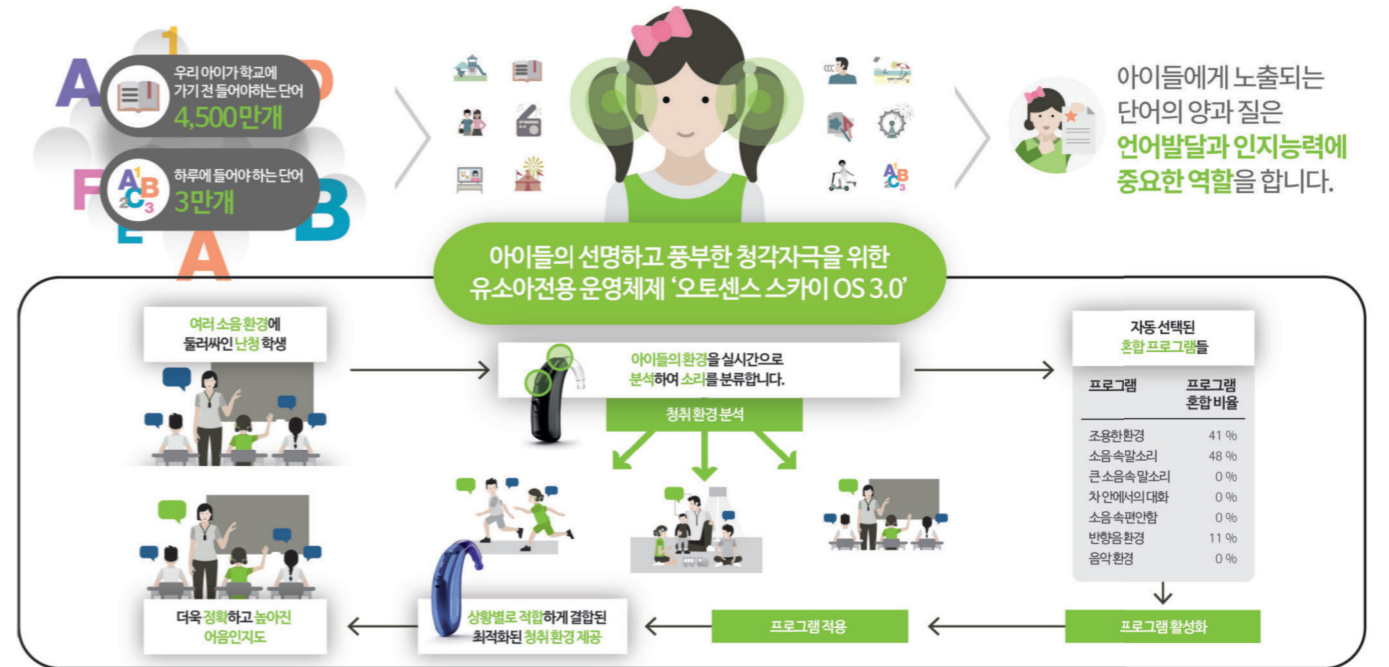 우리 아이가 학교에
가기 전 들어야하는 단어
4,500만개
하루에 들어야 하는 단어
3만개
아이들에게 노출되는
단어의 양과 질은
언어발달과 인지능력에
중요한 역할을 합니다.
아이들의 선명하고 풍부한 청각자극을 위한
유소아전용 운영체제 ‘오토센스 스카이 OS 3.0’
여러 소음 환경에
둘러싸인 난청 학생
아이들의 환경을 실시간으로
분석하여 소리를 분류합니다.
청취 환경 분석
자동 선택된
혼합 프로그램들
프로그램 프로그램
혼합 비율
조용한 환경 41 %
소음 속 말소리 48 %
큰 소음 속 말소리 0 %
차 안에서의 대화 0 %
소음 속 편안함 0 %
반향음 환경 11 %
음악 환경 0 %
프로그램 활성화
프로그램 적용
상황별로 적합하게 결합된
최적화된 청취 환경 제공
더욱 정확하고 높아진
어음인지도